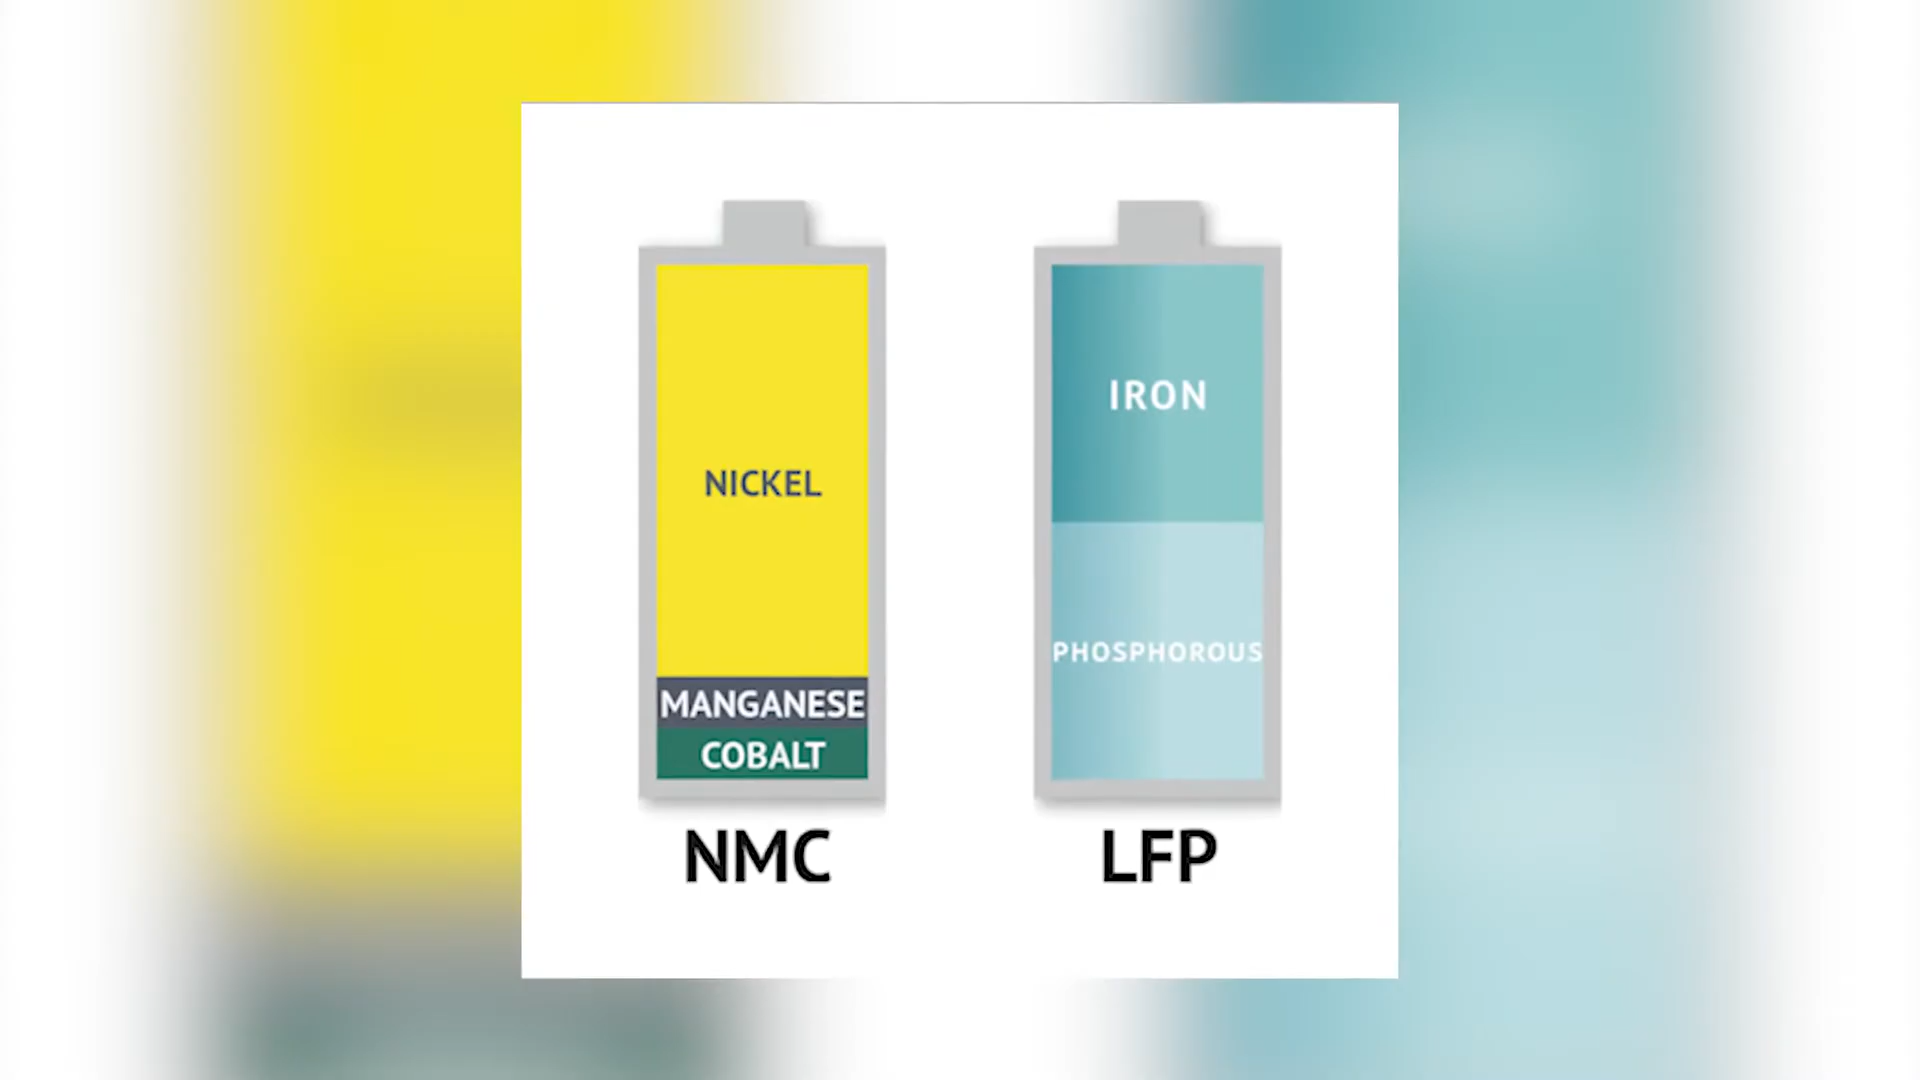 NICKEL
MANGANESE
COBALT
NMC
IRON
PHOSPHOROUS
LFP